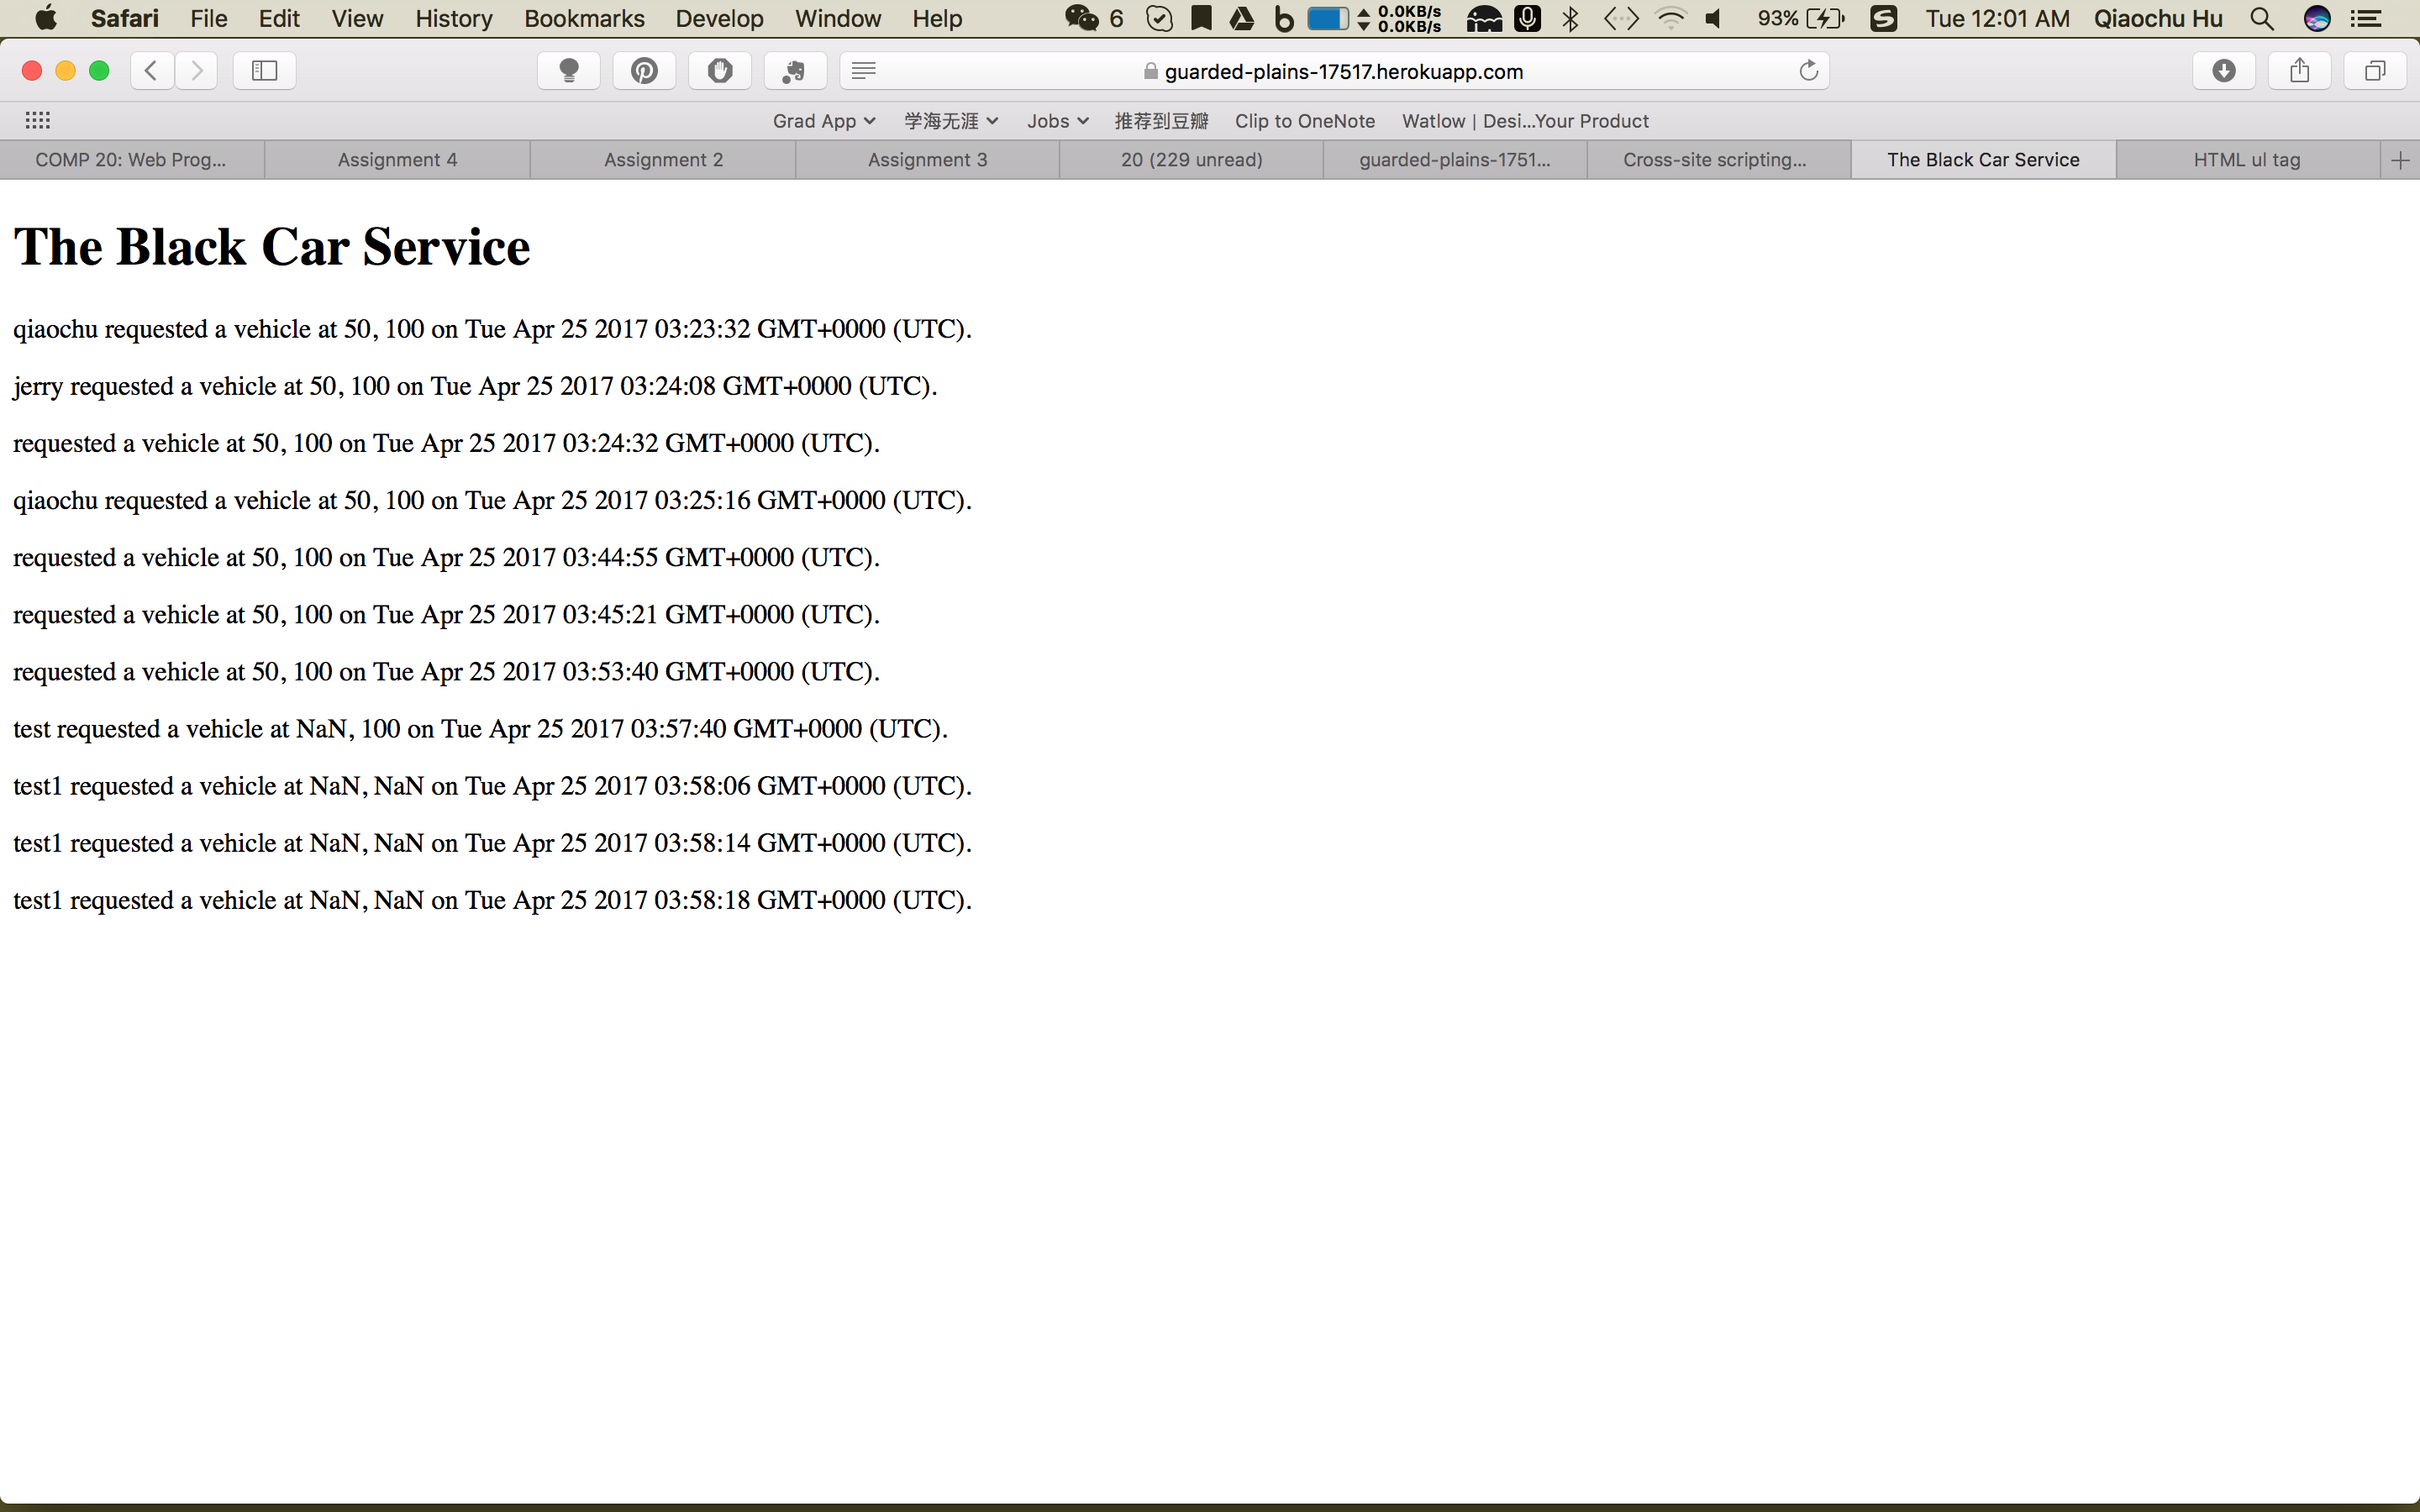 Safari File Edit View History Bookmarks Develop Window Help 6 0.0KB/s 0.0KB/s 93% Tue 12:01 AM Qiaochu Hu
guarded-plains-17517.herokuapp.com
Grad App 学海无涯 Jobs 推荐到豆瓣 Clip to OneNote Watlow | Desi...Your Product
COMP 20: Web Prog... Assignment 4 Assignment 2 Assignment 3 20 (229 unread) guarded-plains-1751... Cross-site scripting... The Black Car Service HTML ul tag
The Black Car Service
qiaochu requested a vehicle at 50, 100 on Tue Apr 25 2017 03:23:32 GMT+0000 (UTC).
jerry requested a vehicle at 50, 100 on Tue Apr 25 2017 03:24:08 GMT+0000 (UTC).
requested a vehicle at 50, 100 on Tue Apr 25 2017 03:24:32 GMT+0000 (UTC).
qiaochu requested a vehicle at 50, 100 on Tue Apr 25 2017 03:25:16 GMT+0000 (UTC).
requested a vehicle at 50, 100 on Tue Apr 25 2017 03:44:55 GMT+0000 (UTC).
requested a vehicle at 50, 100 on Tue Apr 25 2017 03:45:21 GMT+0000 (UTC).
requested a vehicle at 50, 100 on Tue Apr 25 2017 03:53:40 GMT+0000 (UTC).
test requested a vehicle at NaN, 100 on Tue Apr 25 2017 03:57:40 GMT+0000 (UTC).
test1 requested a vehicle at NaN, NaN on Tue Apr 25 2017 03:58:06 GMT+0000 (UTC).
test1 requested a vehicle at NaN, NaN on Tue Apr 25 2017 03:58:14 GMT+0000 (UTC).
test1 requested a vehicle at NaN, NaN on Tue Apr 25 2017 03:58:18 GMT+0000 (UTC).